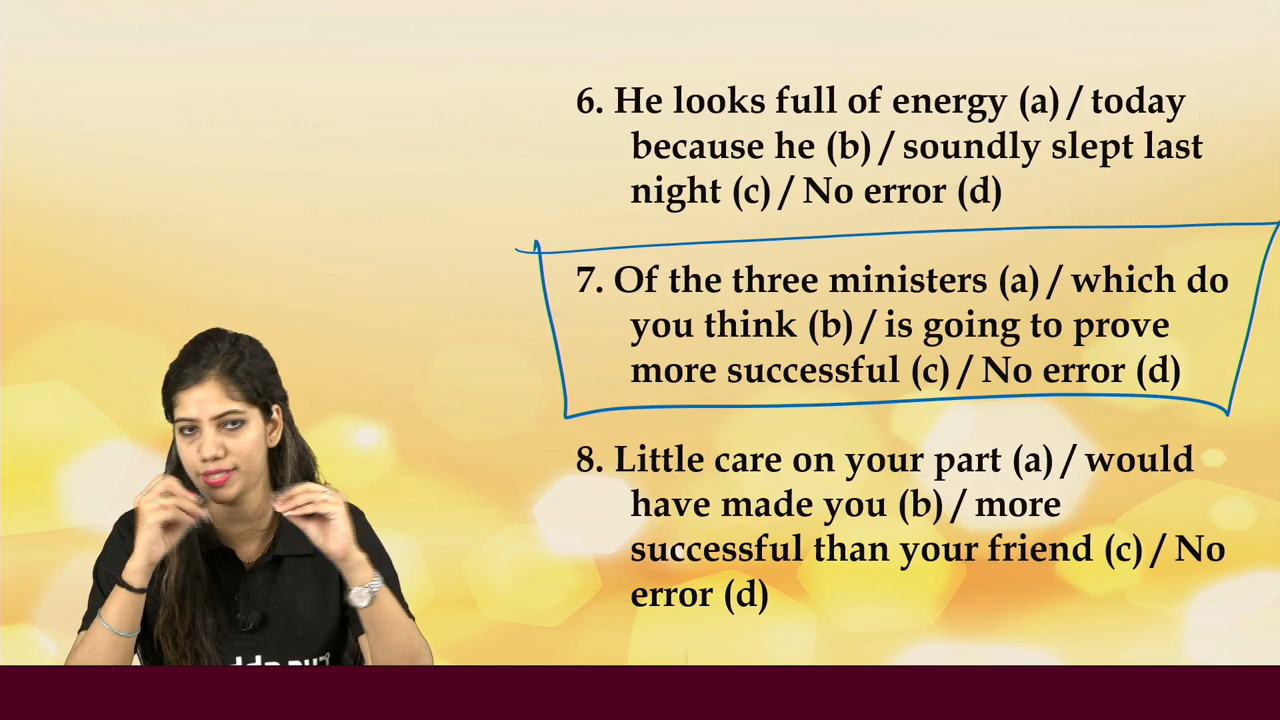 6. He looks full of energy (a) / today
because he (b) / soundly slept last
night (c) / No error (d)
7. Of the three ministers (a) / which do
you think (b) / is going to prove
more successful (c) / No error (d)
8. Little care on your part (a) / would
have made you (b) / more
successful than your friend (c) / No
error (d)